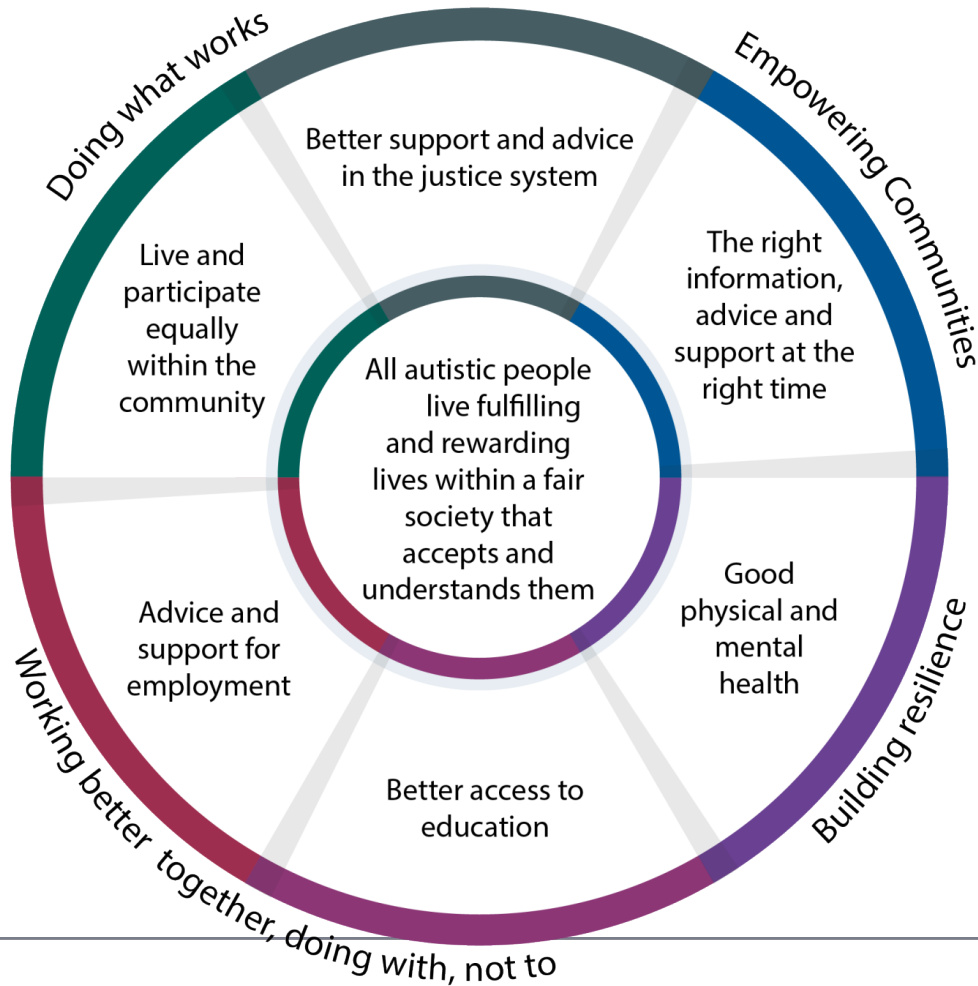 Doing what works
Empowering Communities
Better support and advice
in the justice system
Live and
participate
equally
within the
community
The right
information,
advice and
support at the
right time
All autistic people
live fulfilling
and rewarding
lives within a fair
society that
accepts and
understands them
Advice and
support for
employment
Good
physical and
mental
health
Better access to
education
Working better together, doing with, not to
Building resilience